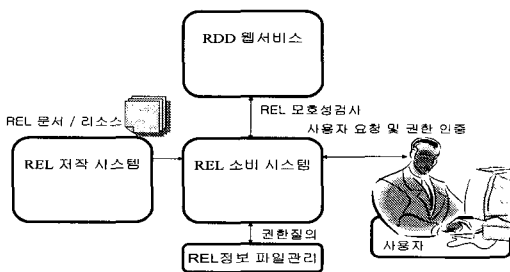 RDD 웹서비스
REL 모호성검사
REL 문서 / 리소스
사용자 요청 및 권한 인증
REL 저작 시스템
REL 소비 시스템
권한질의
사용자
REL정보 파일관리